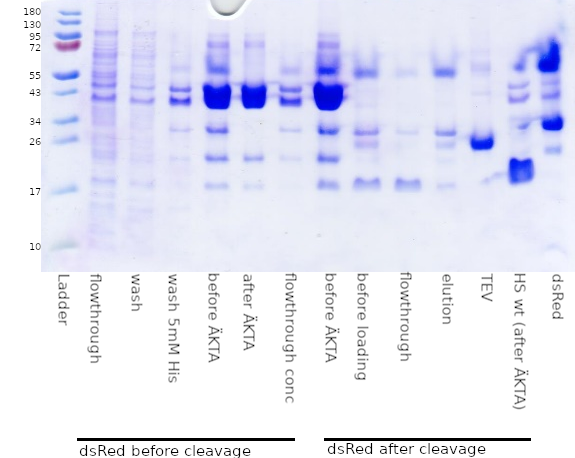 180
130
95
72
55
43
34
26
17
10
Ladder
flowthrough
wash
wash 5mM His
before ÄKTA
after ÄKTA
flowthrough conc
before ÄKTA
before loading
flowthrough
elution
TEV
HS wt (after ÄKTA)
dsRed
dsRed before cleavage
dsRed after cleavage